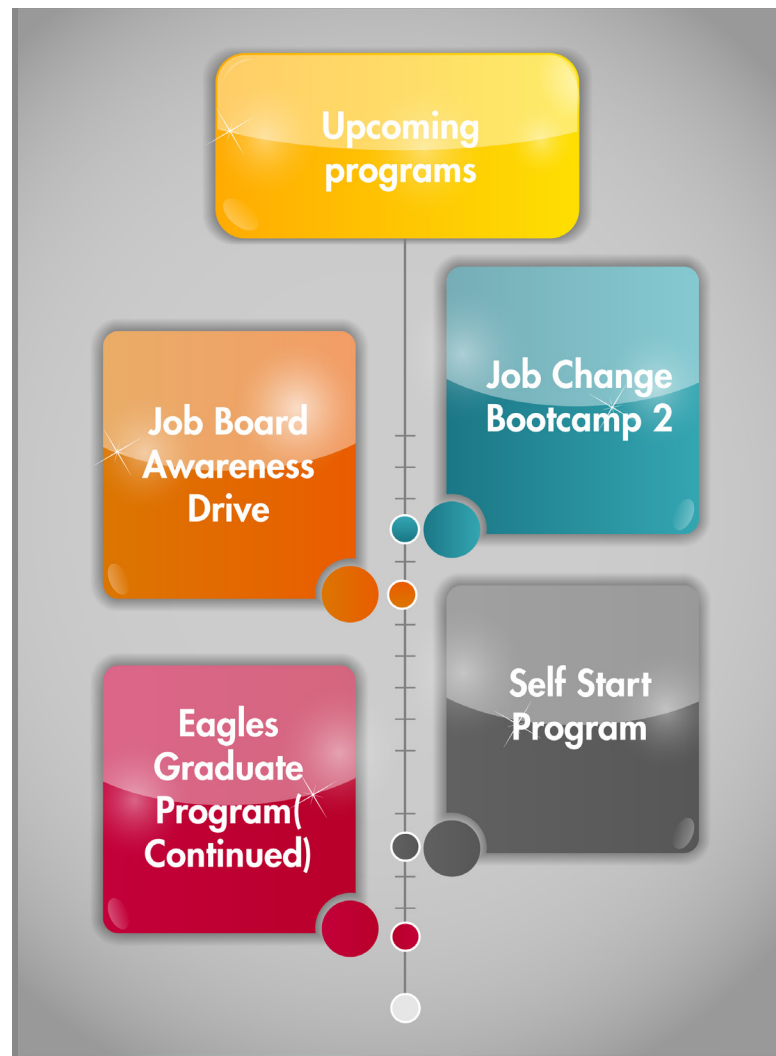 Upcoming
programs
Job Change
Bootcamp 2
Job Board
Awareness
Drive
Self Start
Program
Eagles
Graduate
Program(
Continued)